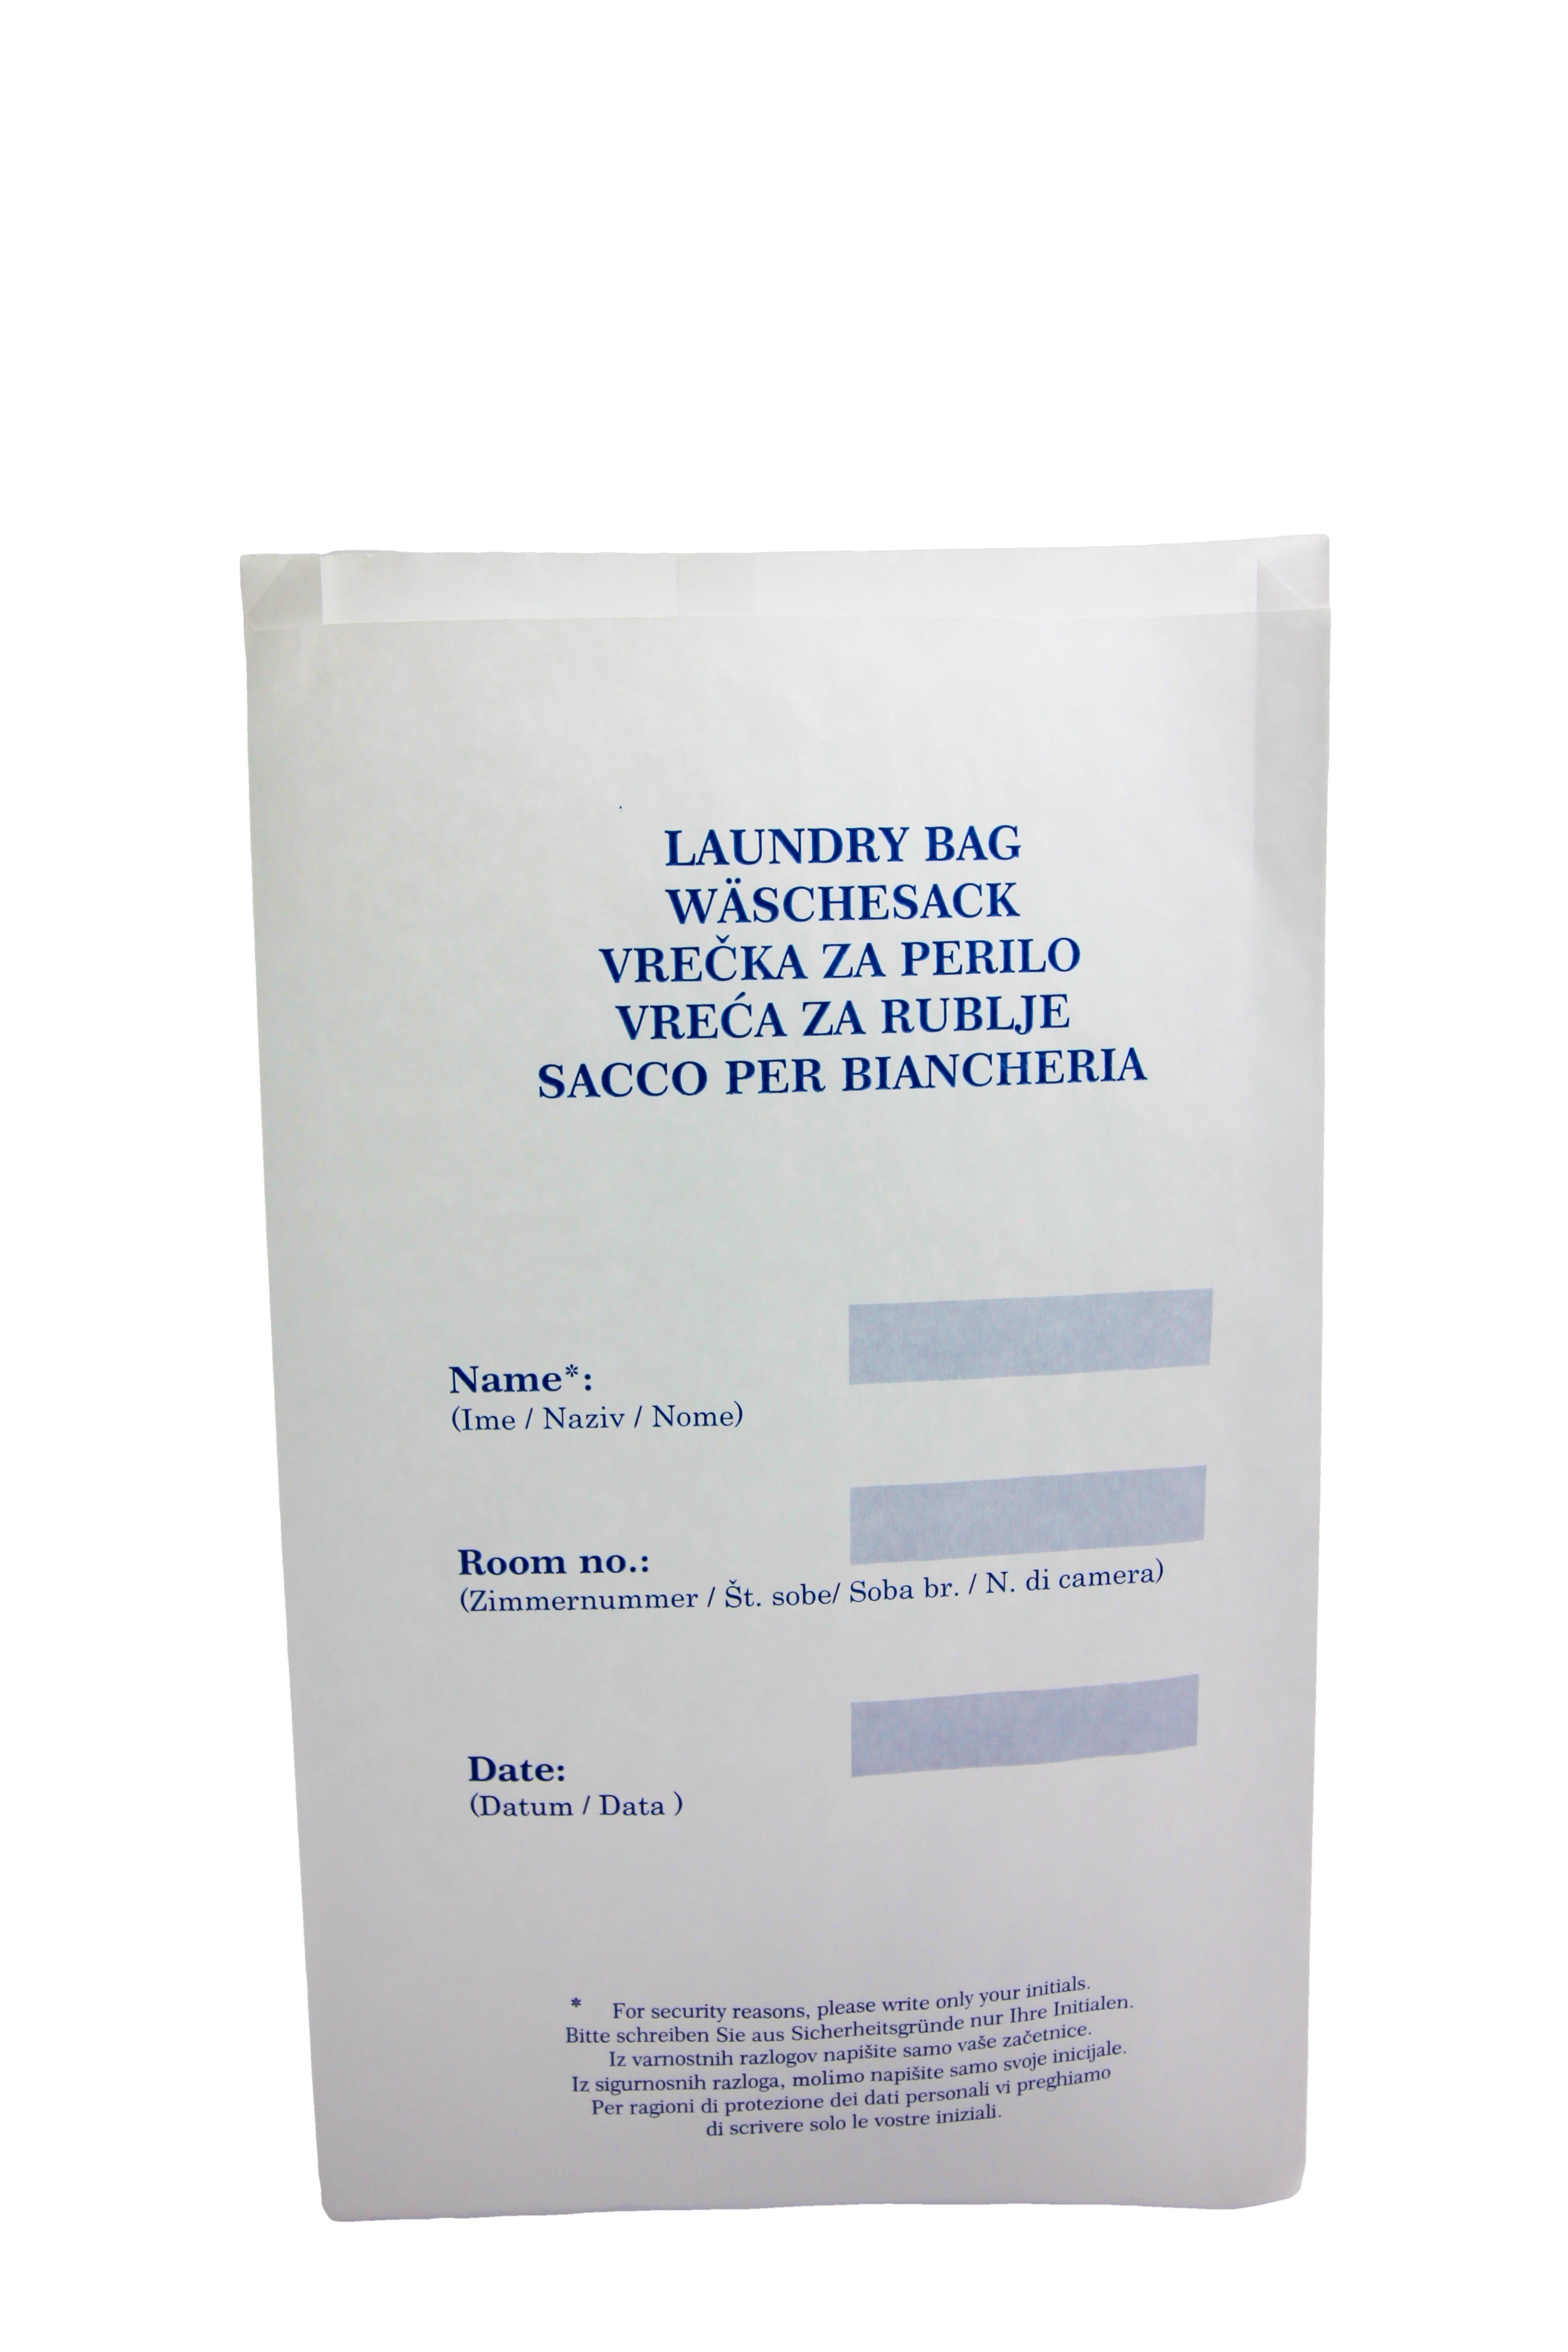 LAUNDRY BAG
WÄSCHESACK
VREČKA ZA PERILO
VREĆA ZA RUBLJE
SACCO PER BIANCHERIA
Name*:
(Ime / Naziv / Nome)
Room no.:
(Zimmernummer / Št. sobe/ Soba br. / N. di camera)
Date:
(Datum / Data )
* For security reasons, please write only your initials.
Bitte schreiben Sie aus Sicherheitsgründe nur Ihre Initialen.
Iz varnostnih razlogov napišite samo vaše začetnice.
Iz sigurnosnih razloga, molimo napišite samo svoje inicijale.
Per ragioni di protezione dei dati personali vi preghiamo
di scrivere solo le vostre iniziali.